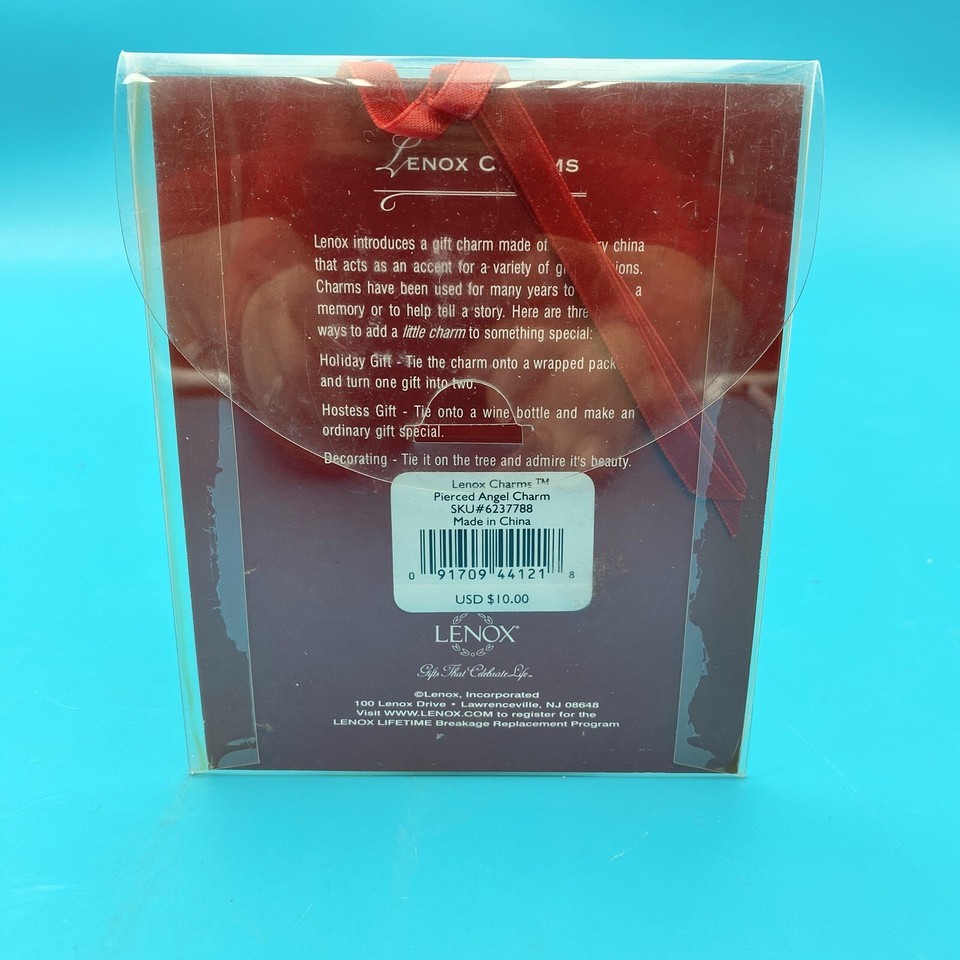 LENOX C MS
Lenox introduces a gift charm made of ry china
that acts as an accent for a variety of ions.
Charms have been used for many years to a
memory or to help tell a story. Here are
ways to add a little charm to something special:
Holiday Gift - Tie the charm onto a wrapped
and turn one gift into two.
Hostess Gift - Tie onto a wine bottle and make an
ordinary gift special.
Decorating - Tie it on the tree and admire it's beauty.
Lenox Charms™
Pierced Angel Charm
SKU#6237788
Made in China
0 91709 44121 8
USD $10.00
LENOX®
Gifts That Celebrate Life™
©Lenox, Incorporated
100 Lenox Drive • Lawrenceville, NJ 08648
Visit WWW.LENOX.COM to register for the
LENOX LIFETIME Breakage Replacement Program